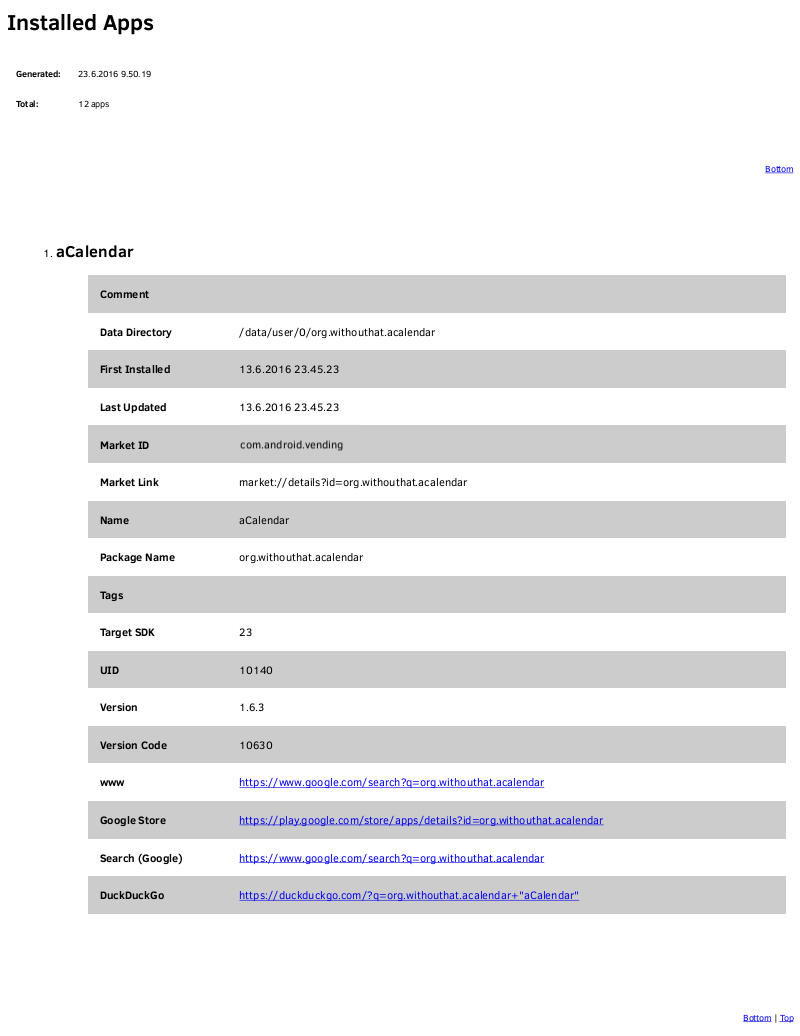 Installed Apps
Generated: 23.6.2016 9.50.19
Total: 12 apps
Bottom
1. aCalendar
Comment
Data Directory /data/user/0/org.withouthat.acalendar
First Installed 13.6.2016 23.45.23
Last Updated 13.6.2016 23.45.23
Market ID com.android.vending
Market Link market://details?id=org.withouthat.acalendar
Name aCalendar
Package Name org.withouthat.acalendar
Tags
Target SDK 23
UID 10140
Version 1.6.3
Version Code 10630
www https://www.google.com/search?q=org.withouthat.acalendar
Google Store https://play.google.com/store/apps/details?id=org.withouthat.acalendar
Search (Google) https://www.google.com/search?q=org.withouthat.acalendar
DuckDuckGo https://duckduckgo.com/?q=org.withouthat.acalendar+"aCalendar"
Bottom | Top